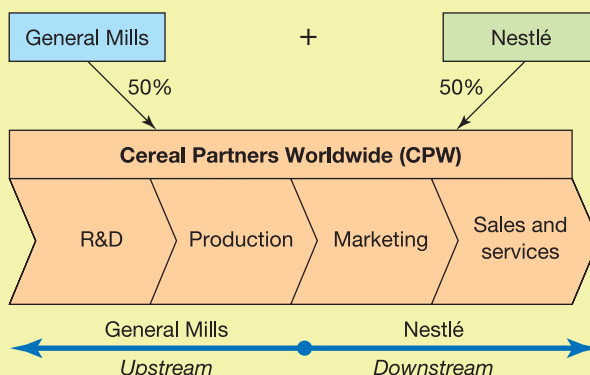 General Mills + Nestlé
50% 50%
Cereal Partners Worldwide (CPW)
R&D Production Marketing Sales and
services
General Mills Nestlé
Upstream Downstream